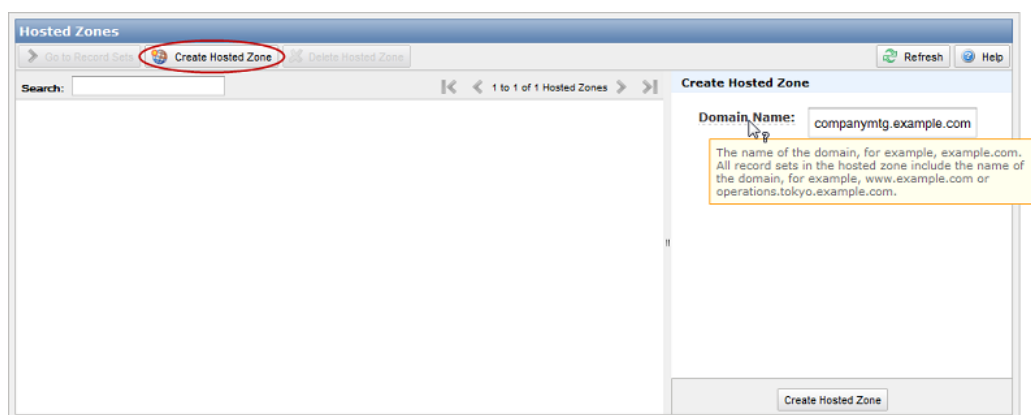 Hosted Zones
Go to Record Sets Create Hosted Zone Delete Hosted Zone Refresh Help
Search: 1 to 1 of 1 Hosted Zones
Create Hosted Zone
Domain Name: companymtg.example.com
The name of the domain, for example, example.com.
All record sets in the hosted zone include the name of
the domain, for example, www.example.com or
operations.tokyo.example.com.
Create Hosted Zone